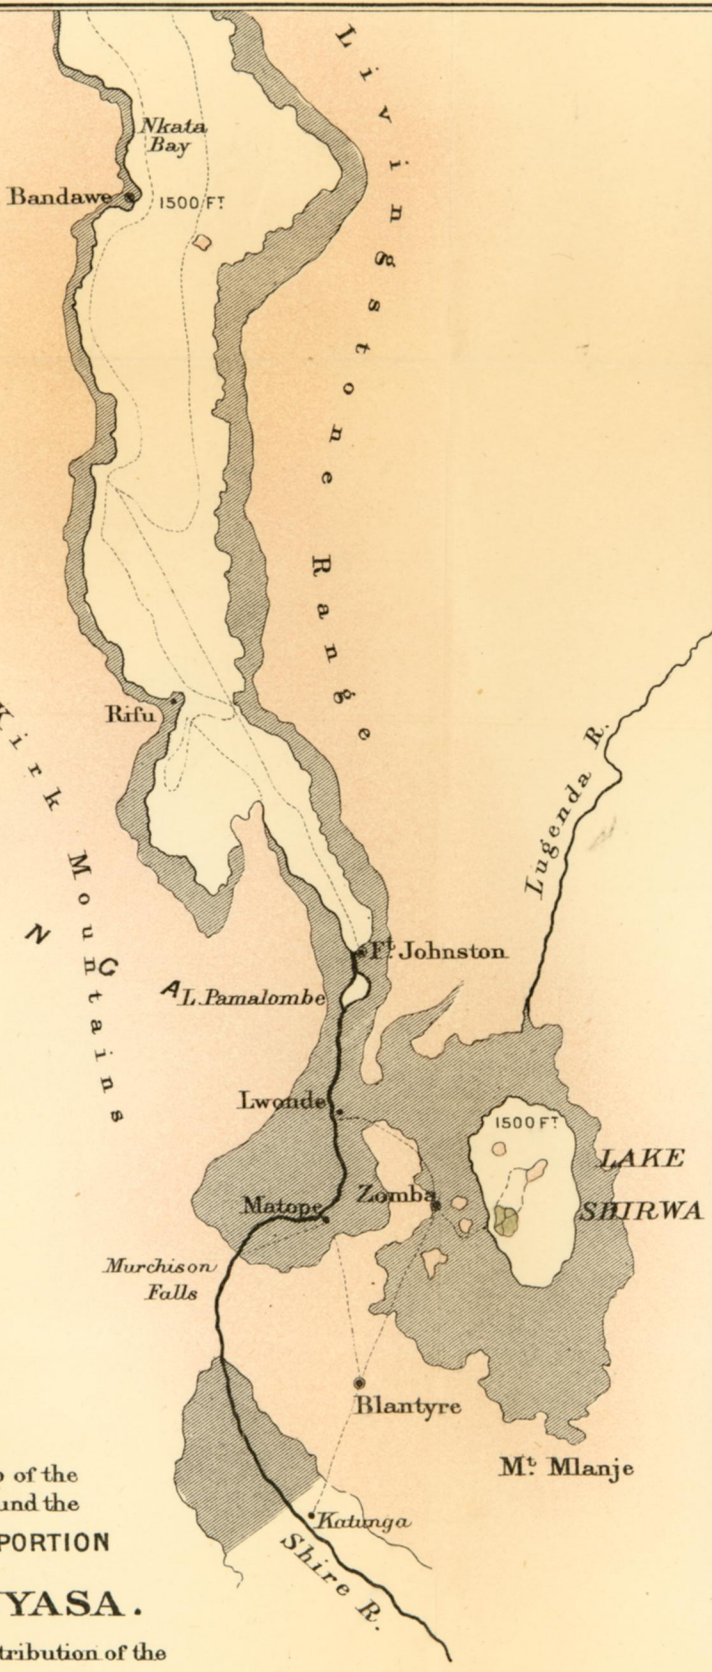 Nkata
Bay
Bandawe
1500 FT
Livingstone Range
Rifu
Kirk Mountains
Lugenda R.
N
C
A
Ft. Johnston
L. Pamalombe
Lwonde
1500 FT
LAKE
SHIRWA
Zomba
Matope
Murchison
Falls
Blantyre
Mt. Mlanje
Katunga
Shire R.
of the
und the
PORTION
YASA.
tribution of the